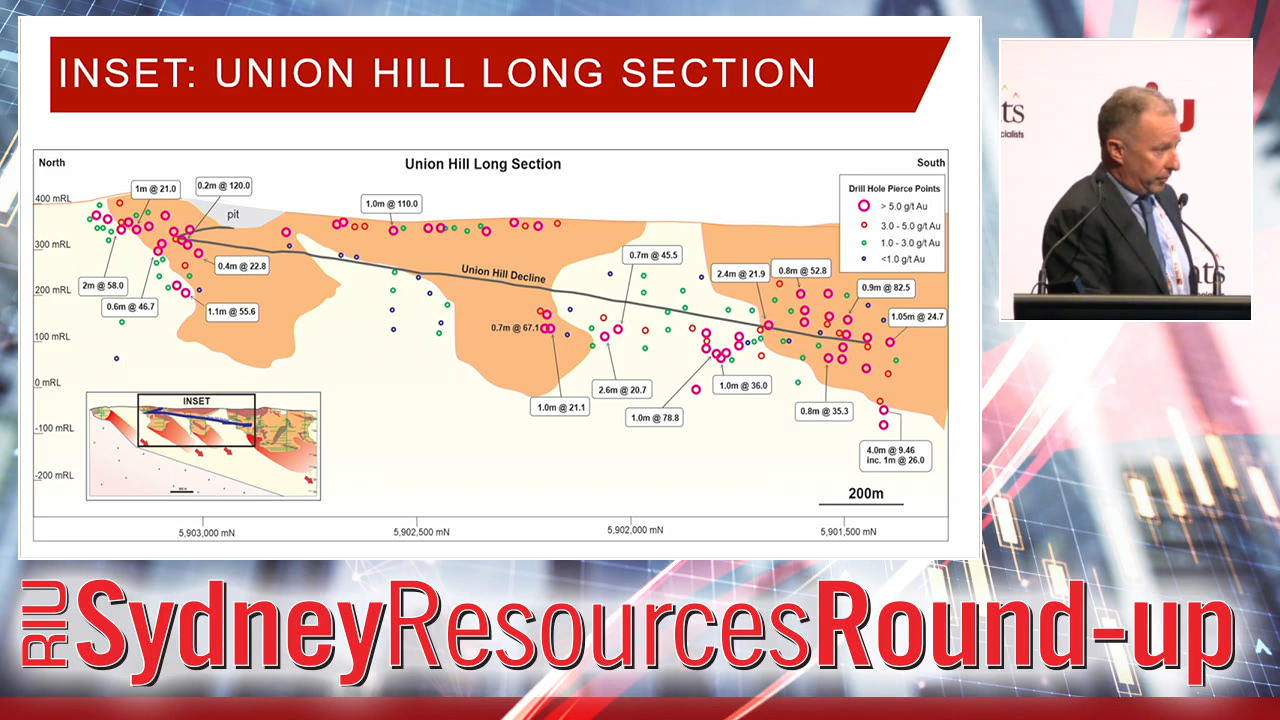 INSET: UNION HILL LONG SECTION
North
Union Hill Long Section
South
400 mRL
300 mRL
200 mRL
100 mRL
0 mRL
-100 mRL
-200 mRL
1m @ 21.0
0.2m @ 120.0
pit
1.0m @ 110.0
Drill Hole Pierce Points
> 5.0 g/t Au
3.0 - 5.0 g/t Au
1.0 - 3.0 g/t Au
<1.0 g/t Au
0.4m @ 22.8
Union Hill Decline
0.7m @ 45.5
2.4m @ 21.9
0.8m @ 52.8
0.9m @ 82.5
2m @ 58.0
0.6m @ 46.7
1.1m @ 55.6
0.7m @ 67.1
1.05m @ 24.7
2.6m @ 20.7
1.0m @ 36.0
1.0m @ 21.1
1.0m @ 78.8
0.8m @ 35.3
INSET
4.0m @ 9.46
inc. 1m @ 26.0
200m
5,903,000 mN
5,902,500 mN
5,902,000 mN
5,901,500 mN
RIU SydneyResourcesRound-up